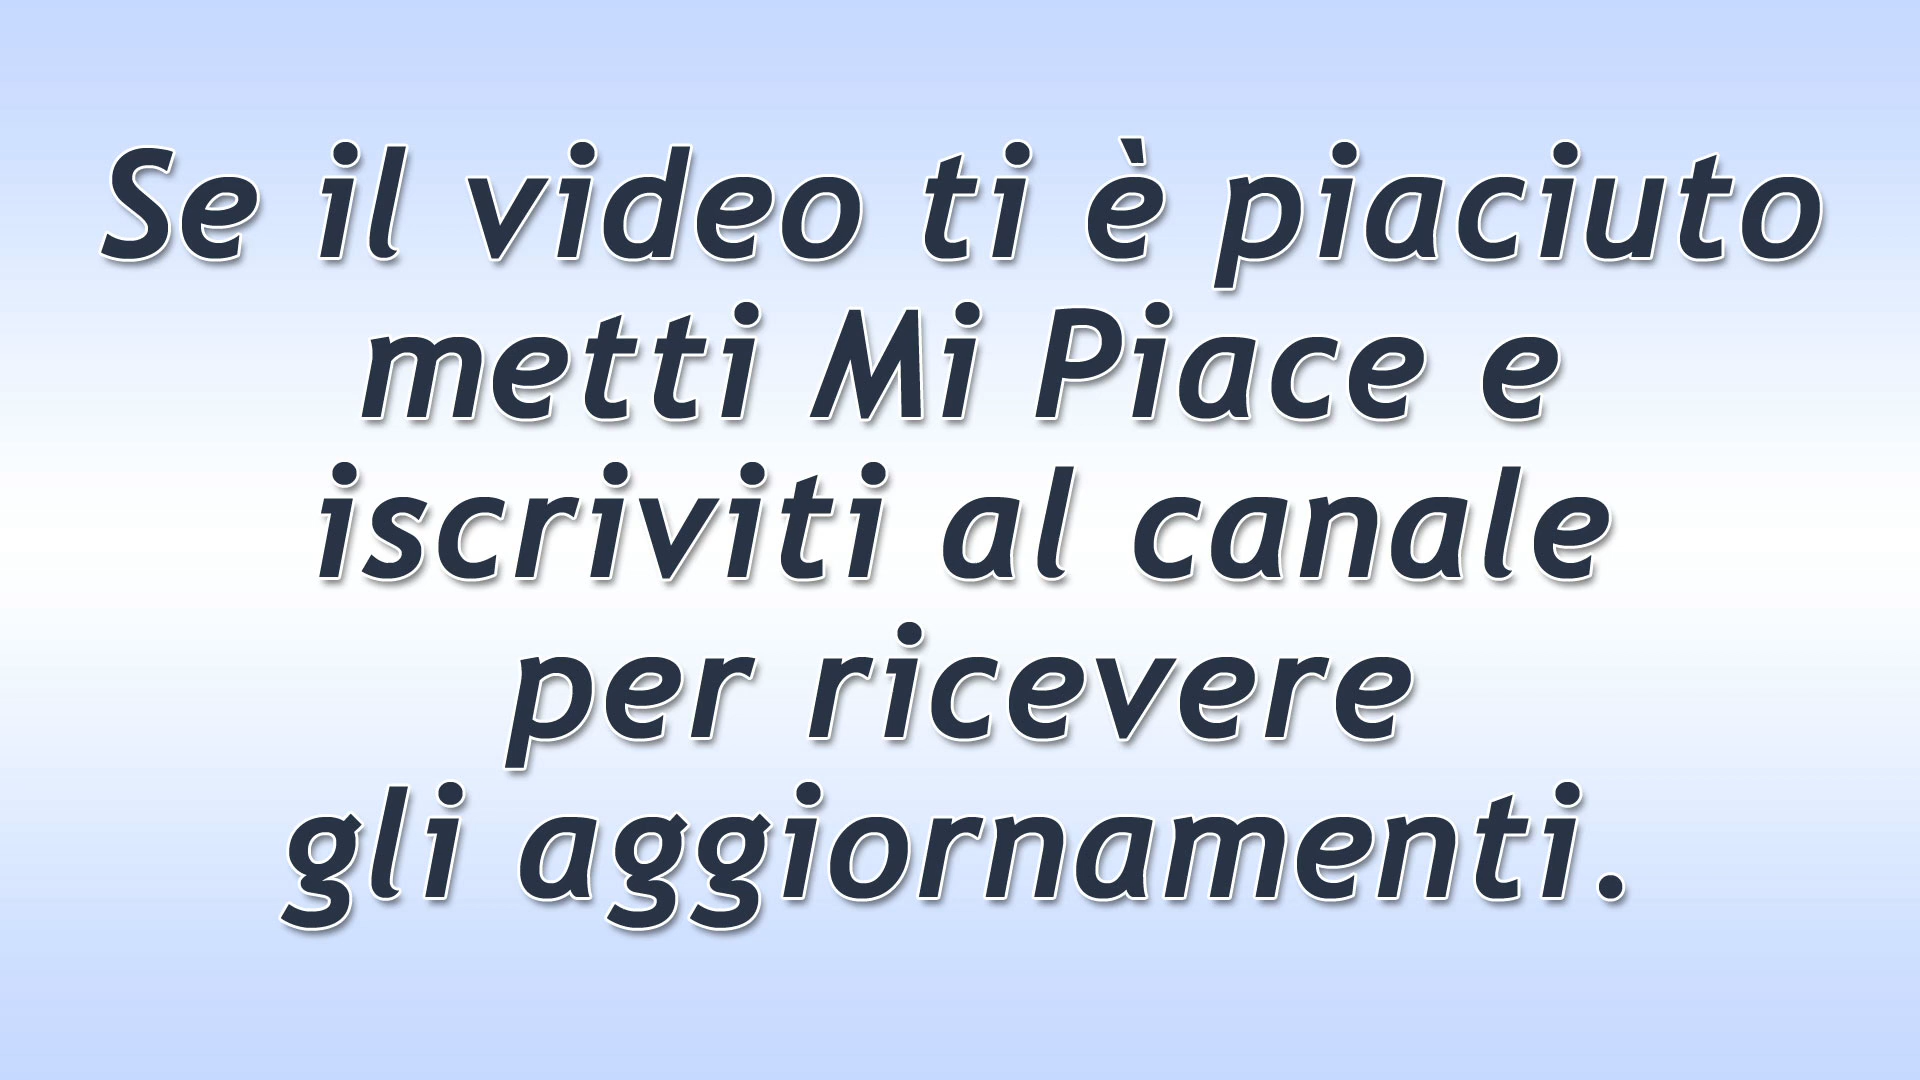 Se il video ti è piaciuto
metti Mi Piace e
iscriviti al canale
per ricevere
gli aggiornamenti.